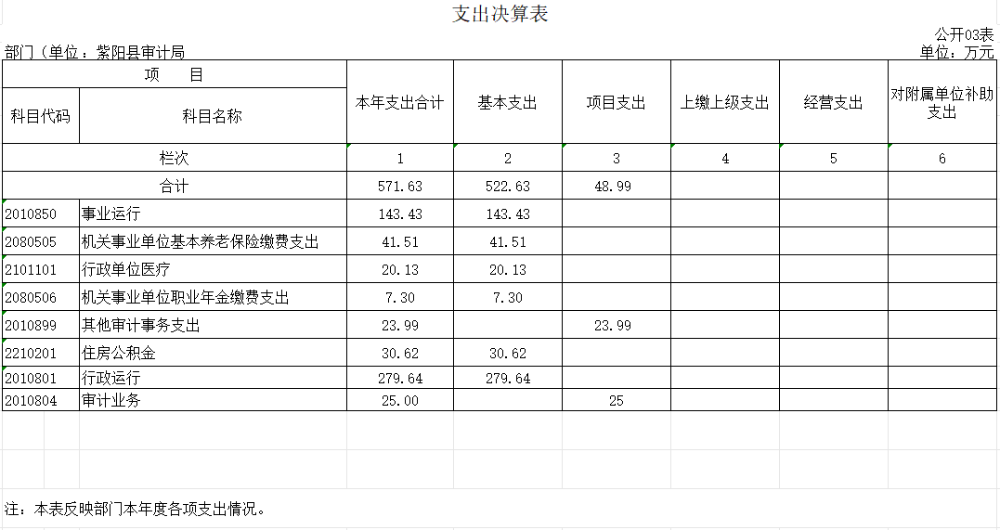 支出决算表
公开03表
部门（单位：紫阳县审计局
单位：万元
项 目 本年支出合计 基本支出 项目支出 上缴上级支出 经营支出 对附属单位补助
支出
科目代码 科目名称
栏次 1 2 3 4 5 6
合计 571.63 522.63 48.99
2010850 事业运行 143.43 143.43
2080505 机关事业单位基本养老保险缴费支出 41.51 41.51
2101101 行政单位医疗 20.13 20.13
2080506 机关事业单位职业年金缴费支出 7.30 7.30
2010899 其他审计事务支出 23.99 23.99
2210201 住房公积金 30.62 30.62
2010801 行政运行 279.64 279.64
2010804 审计业务 25.00 25
注：本表反映部门本年度各项支出情况。